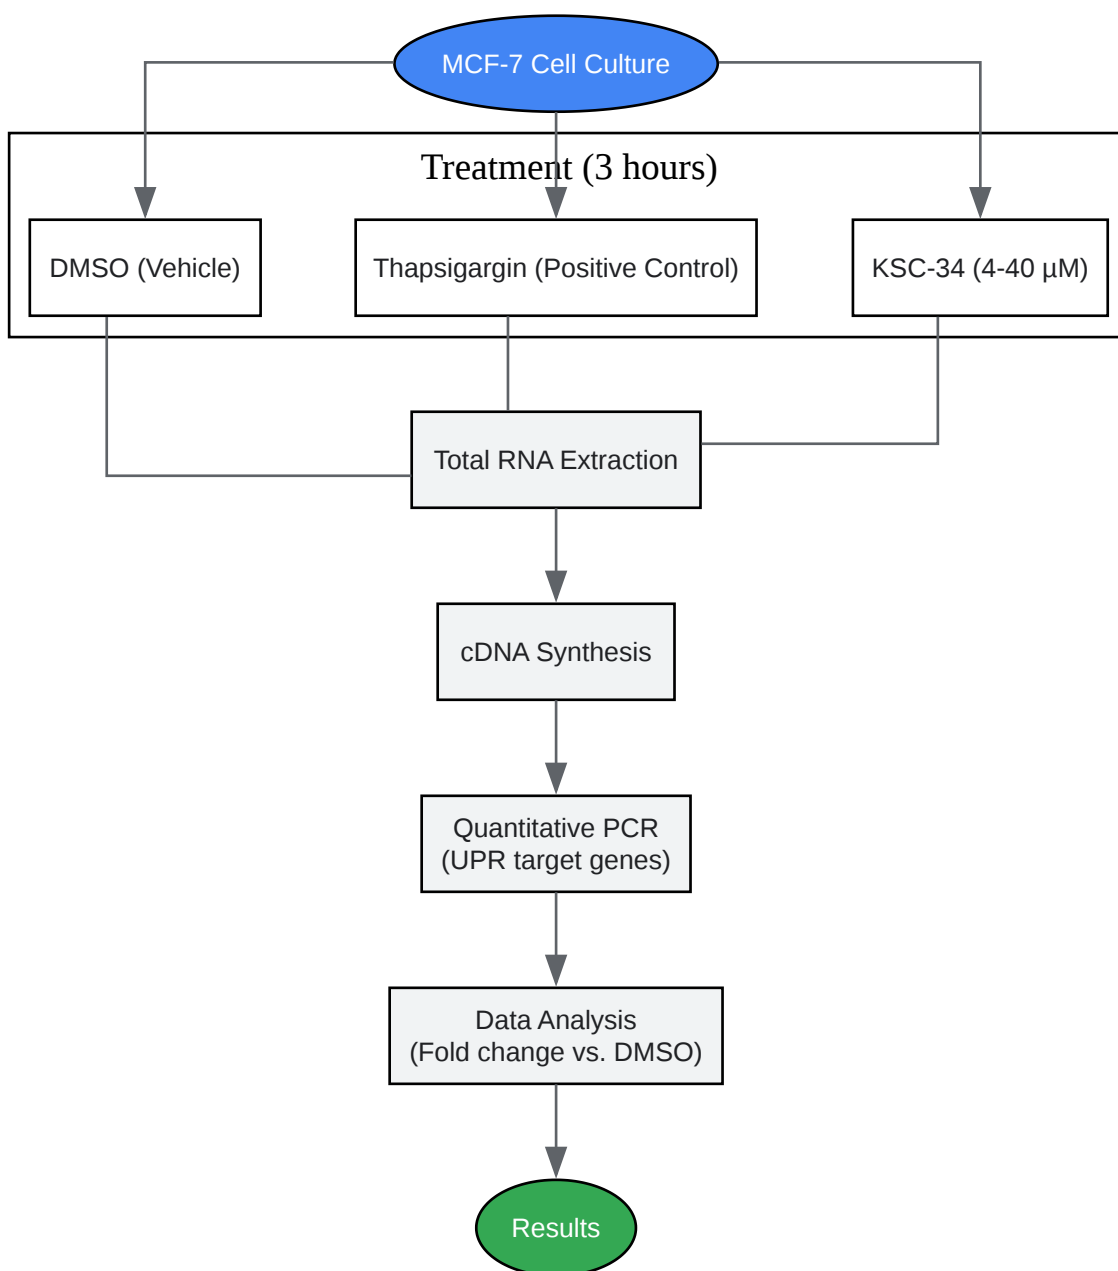 MCF-7 Cell Culture
Treatment (3 hours)
DMSO (Vehicle)
Thapsigargin (Positive Control)
KSC-34 (4-40 µM)
Total RNA Extraction
cDNA Synthesis
Quantitative PCR
(UPR target genes)
Data Analysis
(Fold change vs. DMSO)
Results